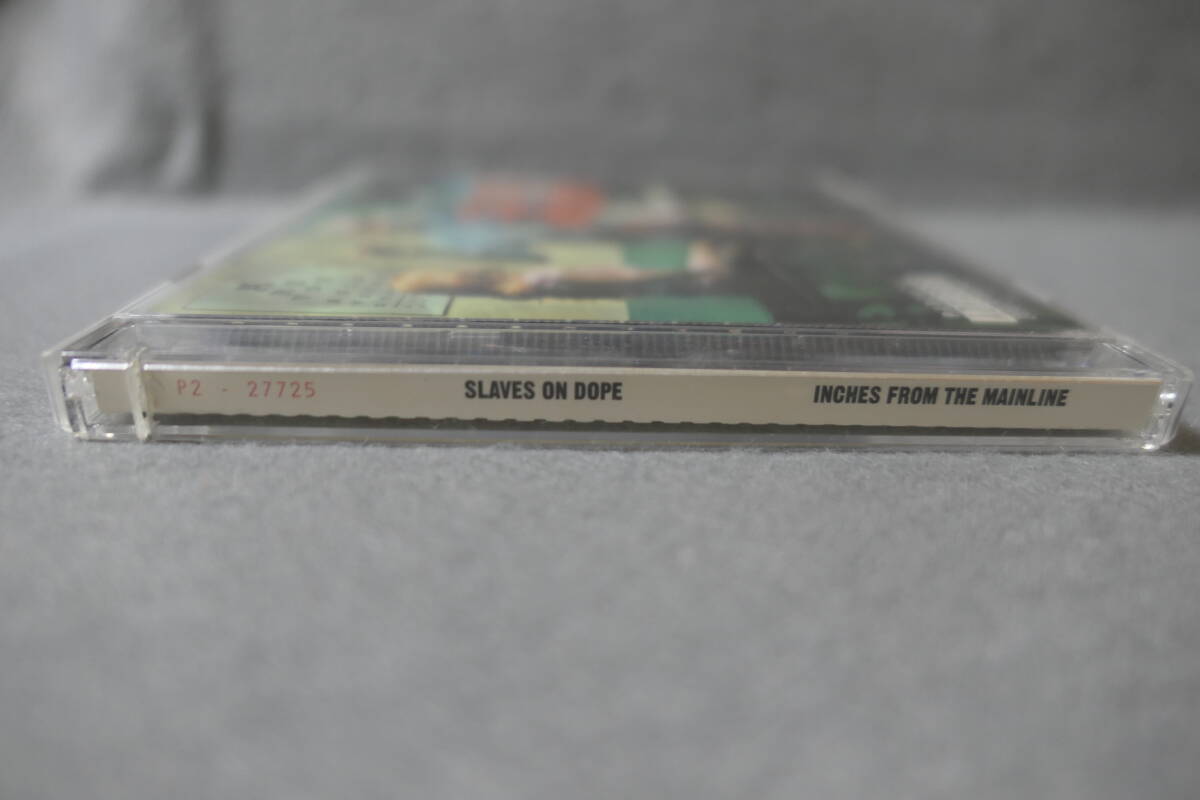 P2 - 27725 SLAVES ON DOPE INCHES FROM THE MAINLINE